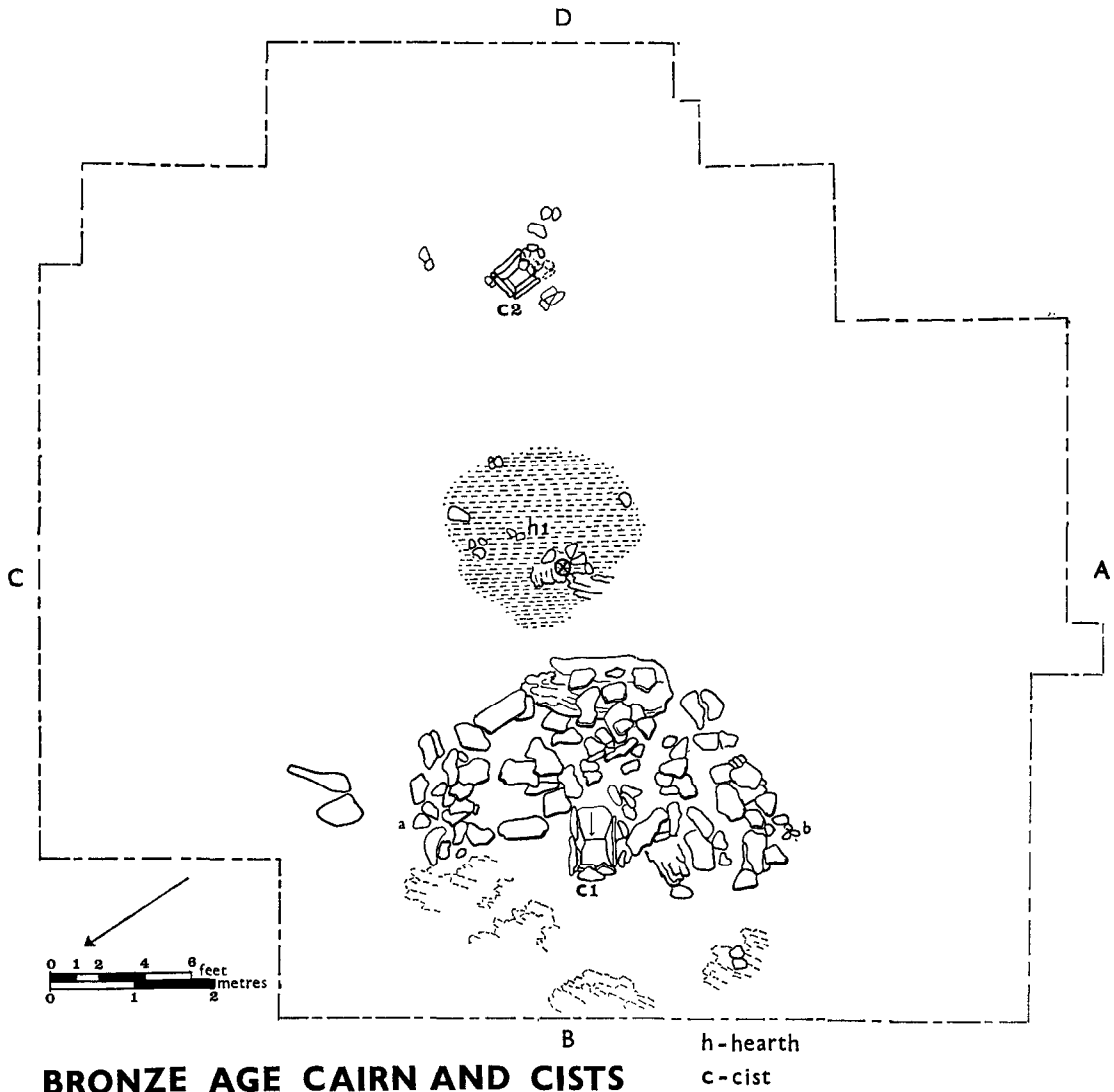 D
c2
h1
C
A
a
b
c1
0 1 2 4 6 feet
metres
0 1 2
B
h-hearth
BRONZE AGE CAIRN AND CISTS
c-cist